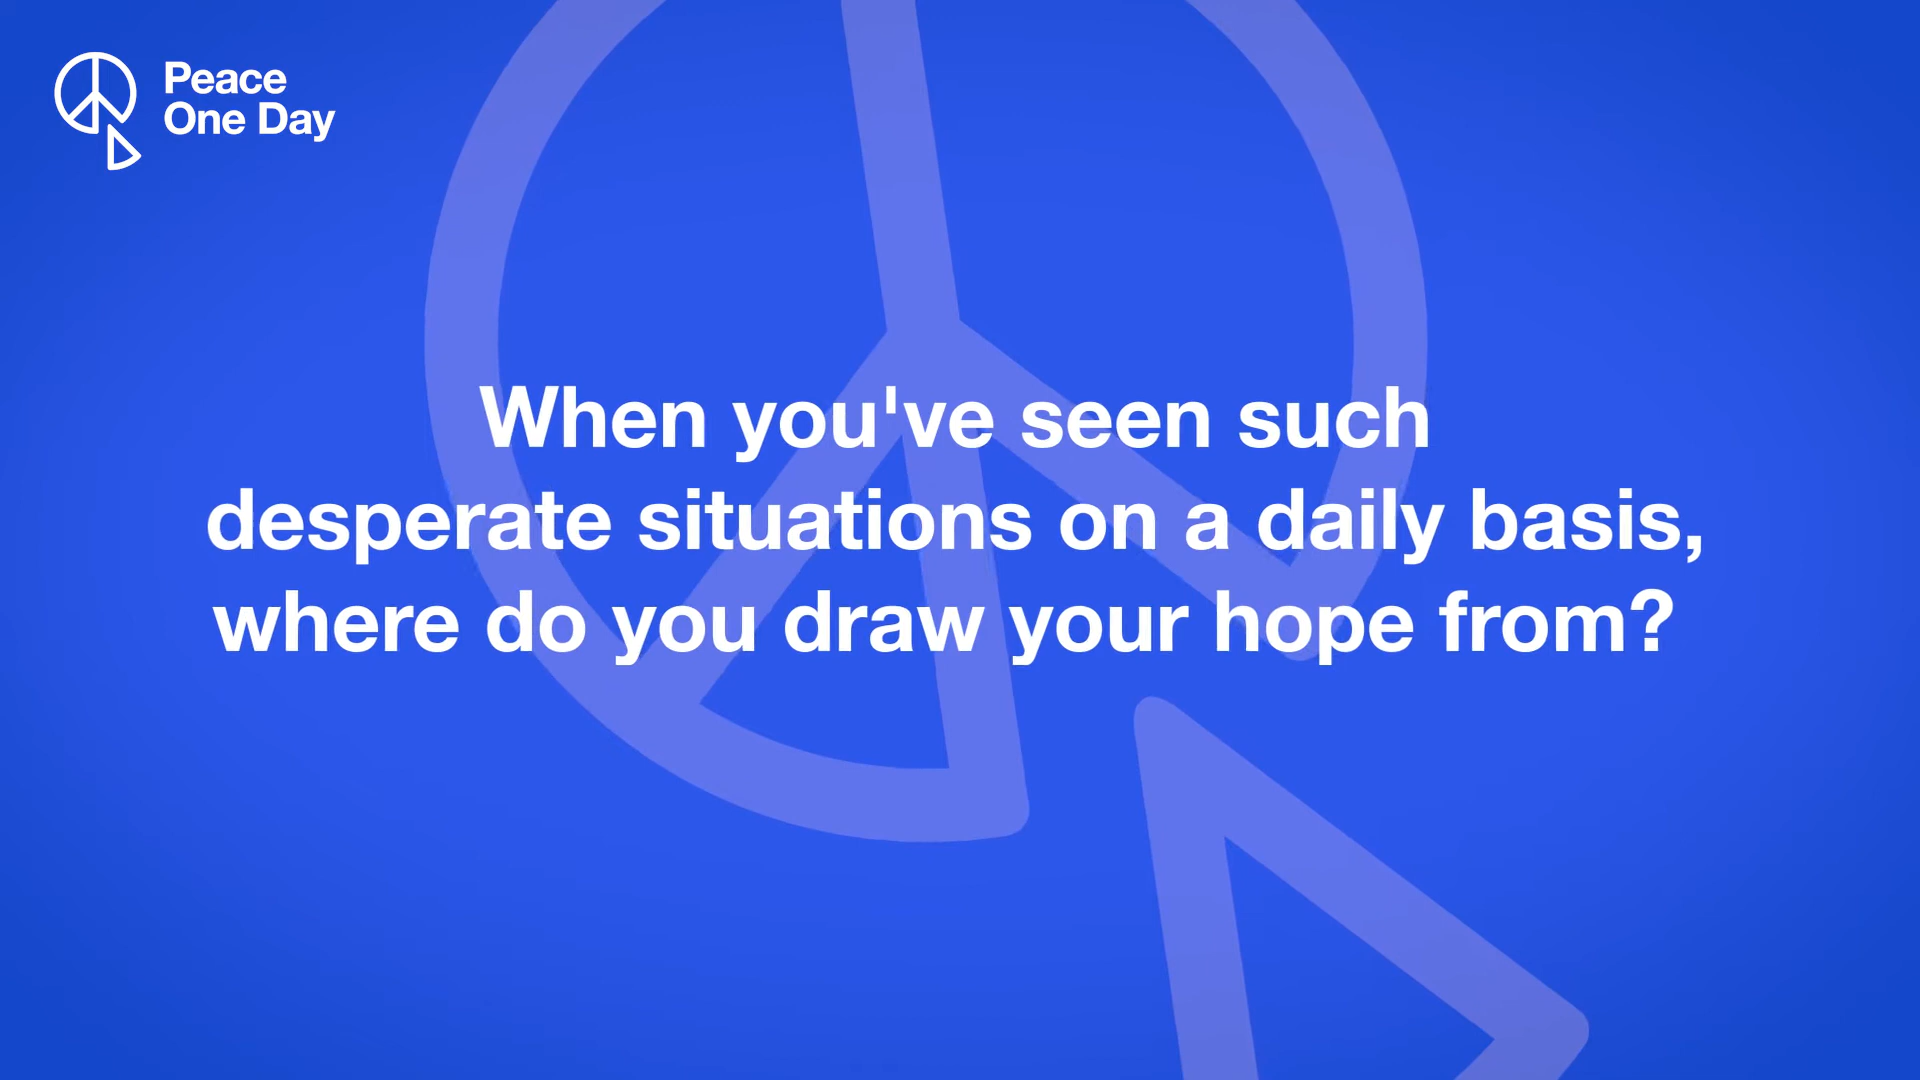 Peace
One Day
When you've seen such
desperate situations on a daily basis,
where do you draw your hope from?